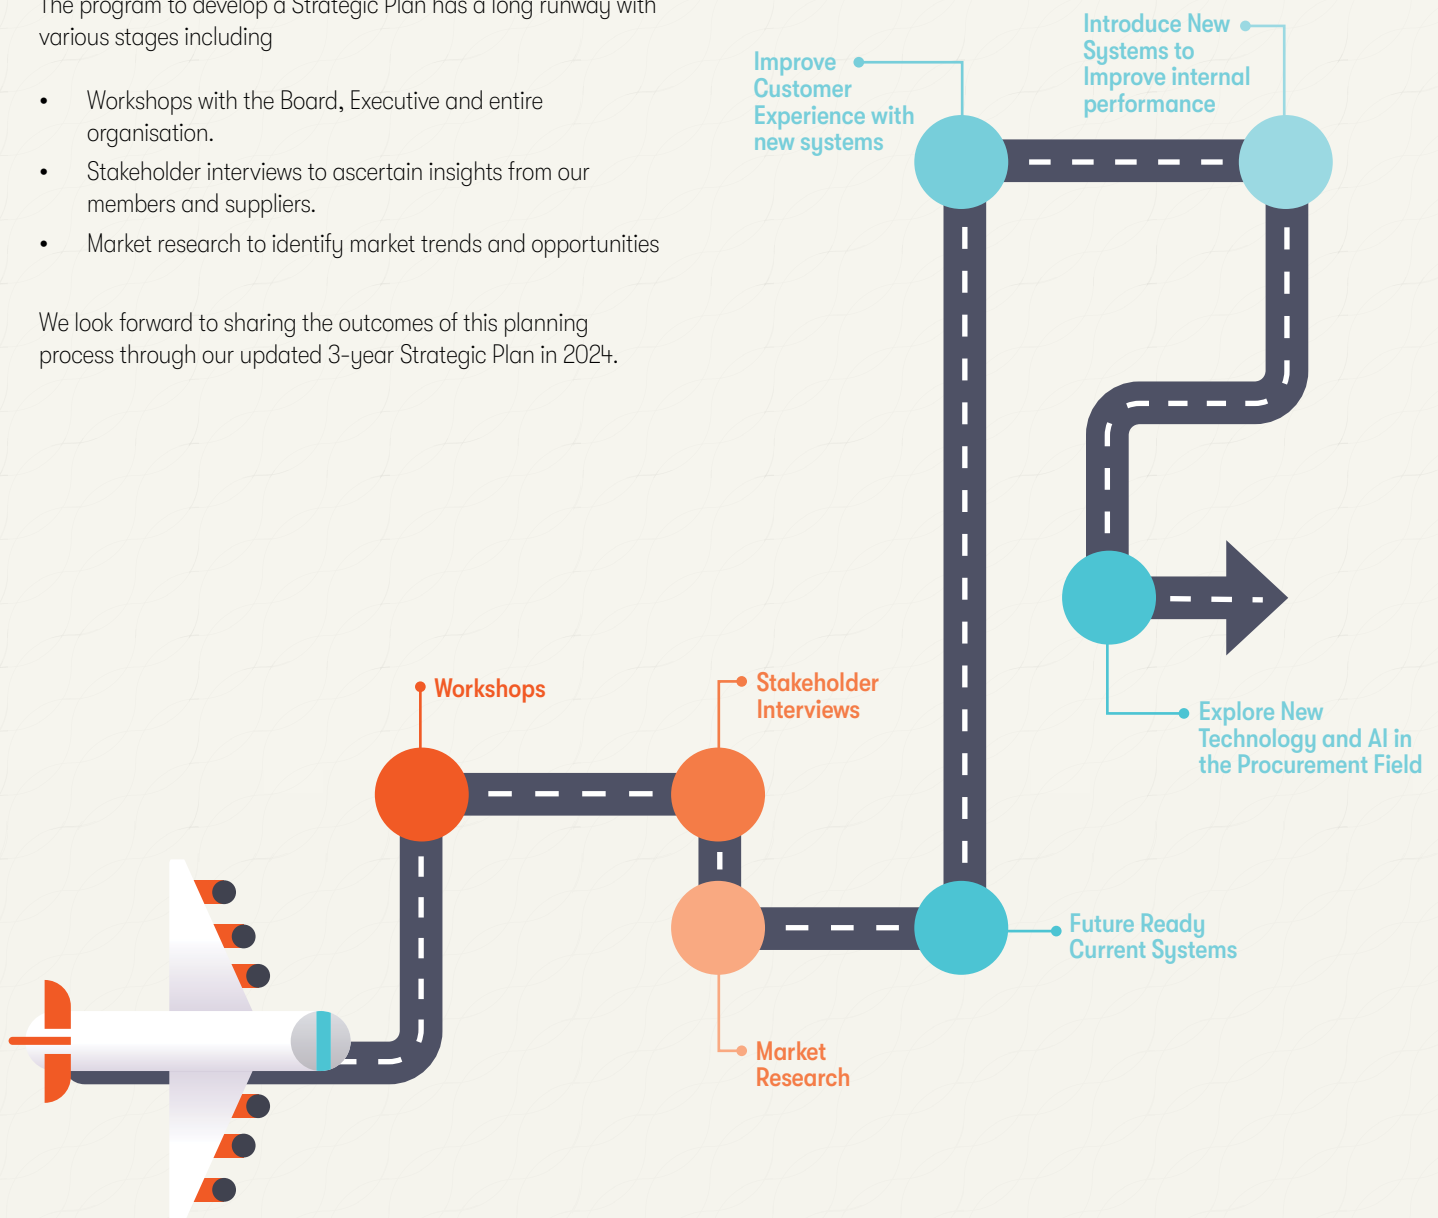 The program to develop a Strategic Plan has a long runway with
various stages including
• Workshops with the Board, Executive and entire
organisation.
• Stakeholder interviews to ascertain insights from our
members and suppliers.
• Market research to identify market trends and opportunities
We look forward to sharing the outcomes of this planning
process through our updated 3-year Strategic Plan in 2024.
Improve
Customer
Experience with
new systems
Introduce New
Systems to
Improve internal
performance
Workshops
Stakeholder
Interviews
Explore New
Technology and AI in
the Procurement Field
Future Ready
Current Systems
Market
Research